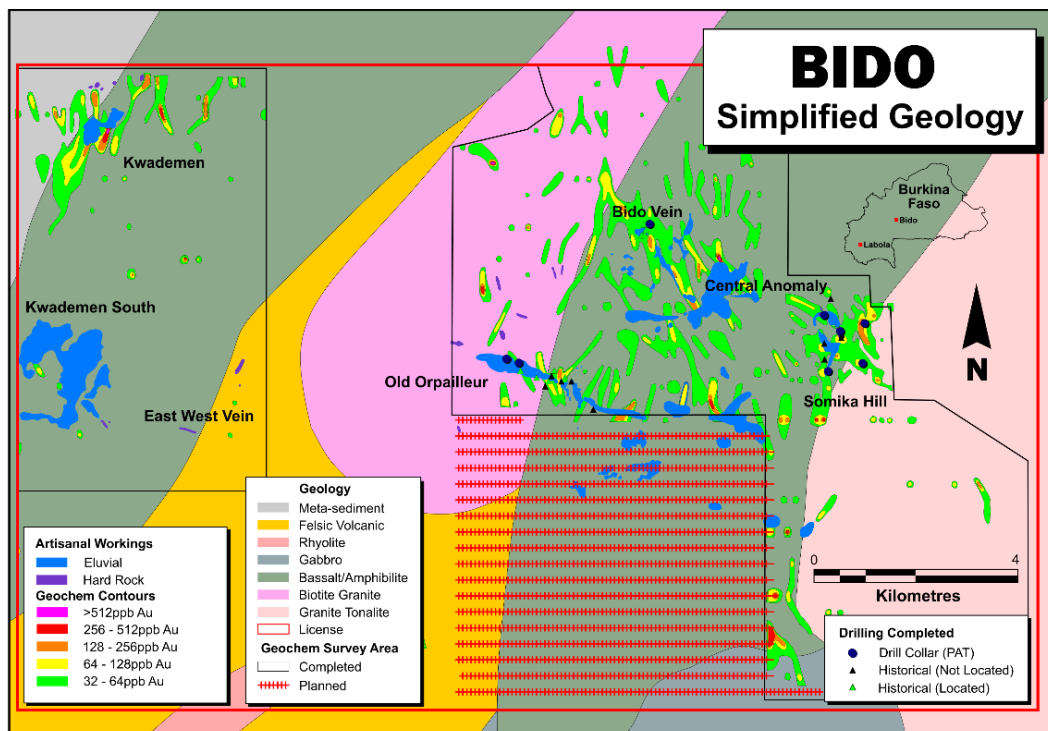 BIDO
Simplified Geology
Burkina
Faso
Bido
Labola
N
Kwademen
Bido Vein
Central Anomaly
Kwademen South
Old Orpailleur
Somika Hill
East West Vein
0 4
Kilometres
Artisanal Workings
Eluvial
Hard Rock
Geochem Contours
>512ppb Au
256 - 512ppb Au
128 - 256ppb Au
64 - 128ppb Au
32 - 64ppb Au
Geology
Meta-sediment
Felsic Volcanic
Rhyolite
Gabbro
Bassalt/Amphibilite
Biotite Granite
Granite Tonalite
License
Geochem Survey Area
Completed
Planned
Drilling Completed
Drill Collar (PAT)
Historical (Not Located)
Historical (Located)